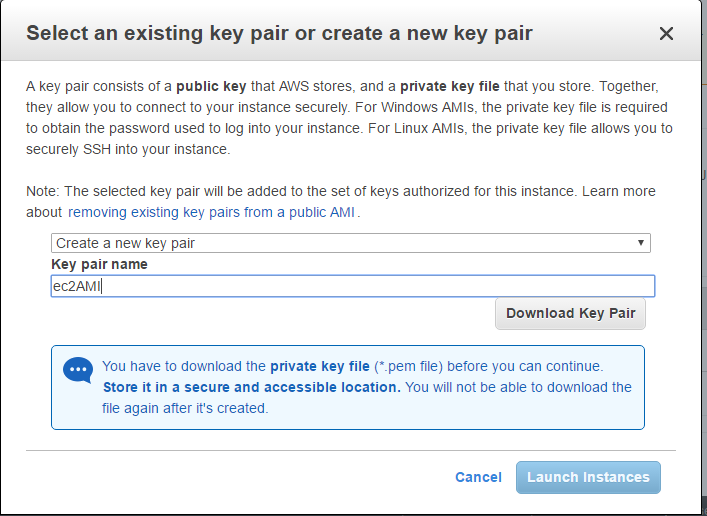 Select an existing key pair or create a new key pair
A key pair consists of a public key that AWS stores, and a private key file that you store. Together,
they allow you to connect to your instance securely. For Windows AMIs, the private key file is required
to obtain the password used to log into your instance. For Linux AMIs, the private key file allows you to
securely SSH into your instance.
Note: The selected key pair will be added to the set of keys authorized for this instance. Learn more
about removing existing key pairs from a public AMI.
Create a new key pair
Key pair name
ec2AMI
Download Key Pair
You have to download the private key file (*.pem file) before you can continue.
Store it in a secure and accessible location. You will not be able to download the
file again after it's created.
Cancel Launch Instances